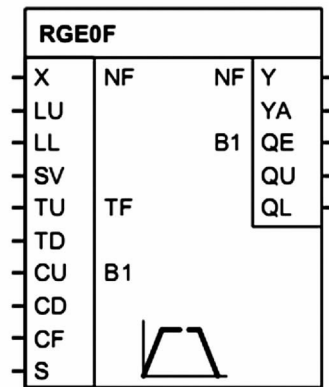 RGE0F
X NF NF Y
LU YA
LL B1 QE
SV QU
TU TF QL
TD
CU B1
CD
CF
S